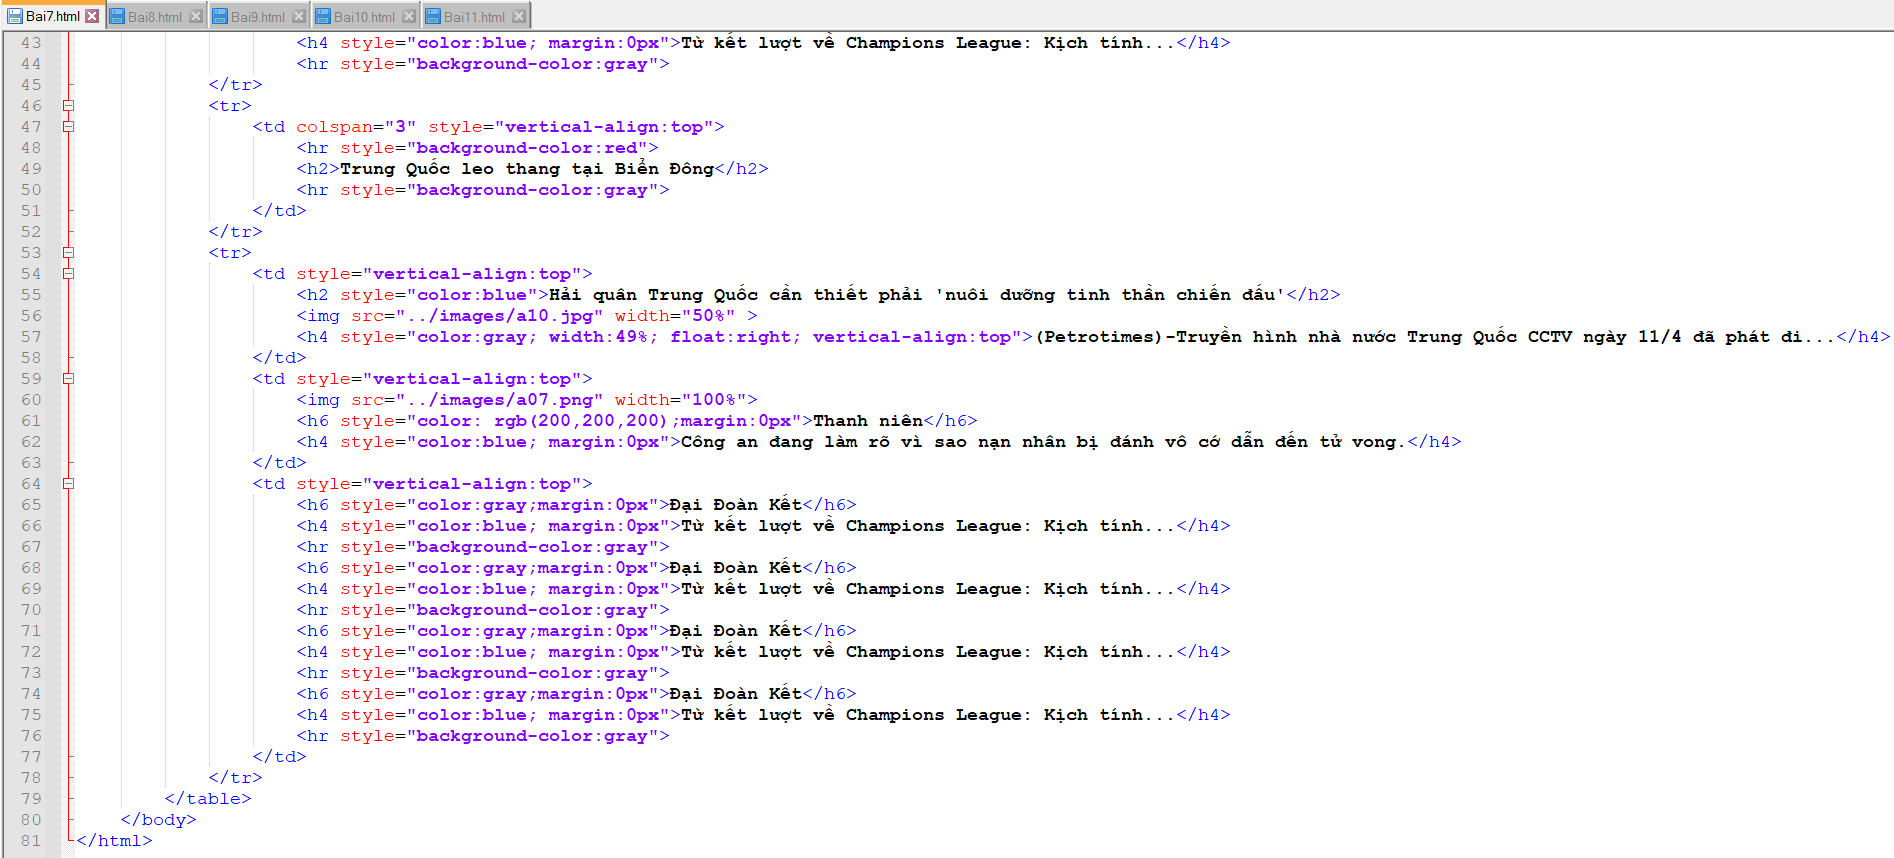 Bai7.html Bai8.html Bai9.html Bai10.html Bai11.html
43 <h4 style="color:blue; margin:0px">Từ kết lượt về Champions League: Kịch tính...</h4>
44 <hr style="background-color:gray">
45 </tr>
46 <tr>
47 <td colspan="3" style="vertical-align:top">
48 <hr style="background-color:red">
49 <h2>Trung Quốc leo thang tại Biển Đông</h2>
50 <hr style="background-color:gray">
51 </td>
52 </tr>
53 <tr>
54 <td style="vertical-align:top">
55 <h2 style="color:blue">Hải quân Trung Quốc cần thiết phải 'nuôi dưỡng tinh thần chiến đấu'</h2>
56 <img src="../images/a10.jpg" width="50%" >
57 <h4 style="color:gray; width:49%; float:right; vertical-align:top">(Petrotimes)-Truyền hình nhà nước Trung Quốc CCTV ngày 11/4 đã phát đi...</h4>
58 </td>
59 <td style="vertical-align:top">
60 <img src="../images/a07.png" width="100%">
61 <h6 style="color: rgb(200,200,200);margin:0px">Thanh niên</h6>
62 <h4 style="color:blue; margin:0px">Công an đang làm rõ vì sao nạn nhân bị đánh vô cớ dẫn đến tử vong.</h4>
63 </td>
64 <td style="vertical-align:top">
65 <h6 style="color:gray;margin:0px">Đại Đoàn Kết</h6>
66 <h4 style="color:blue; margin:0px">Từ kết lượt về Champions League: Kịch tính...</h4>
67 <hr style="background-color:gray">
68 <h6 style="color:gray;margin:0px">Đại Đoàn Kết</h6>
69 <h4 style="color:blue; margin:0px">Từ kết lượt về Champions League: Kịch tính...</h4>
70 <hr style="background-color:gray">
71 <h6 style="color:gray;margin:0px">Đại Đoàn Kết</h6>
72 <h4 style="color:blue; margin:0px">Từ kết lượt về Champions League: Kịch tính...</h4>
73 <hr style="background-color:gray">
74 <h6 style="color:gray;margin:0px">Đại Đoàn Kết</h6>
75 <h4 style="color:blue; margin:0px">Từ kết lượt về Champions League: Kịch tính...</h4>
76 <hr style="background-color:gray">
77 </td>
78 </tr>
79 </table>
80 </body>
81 </html>